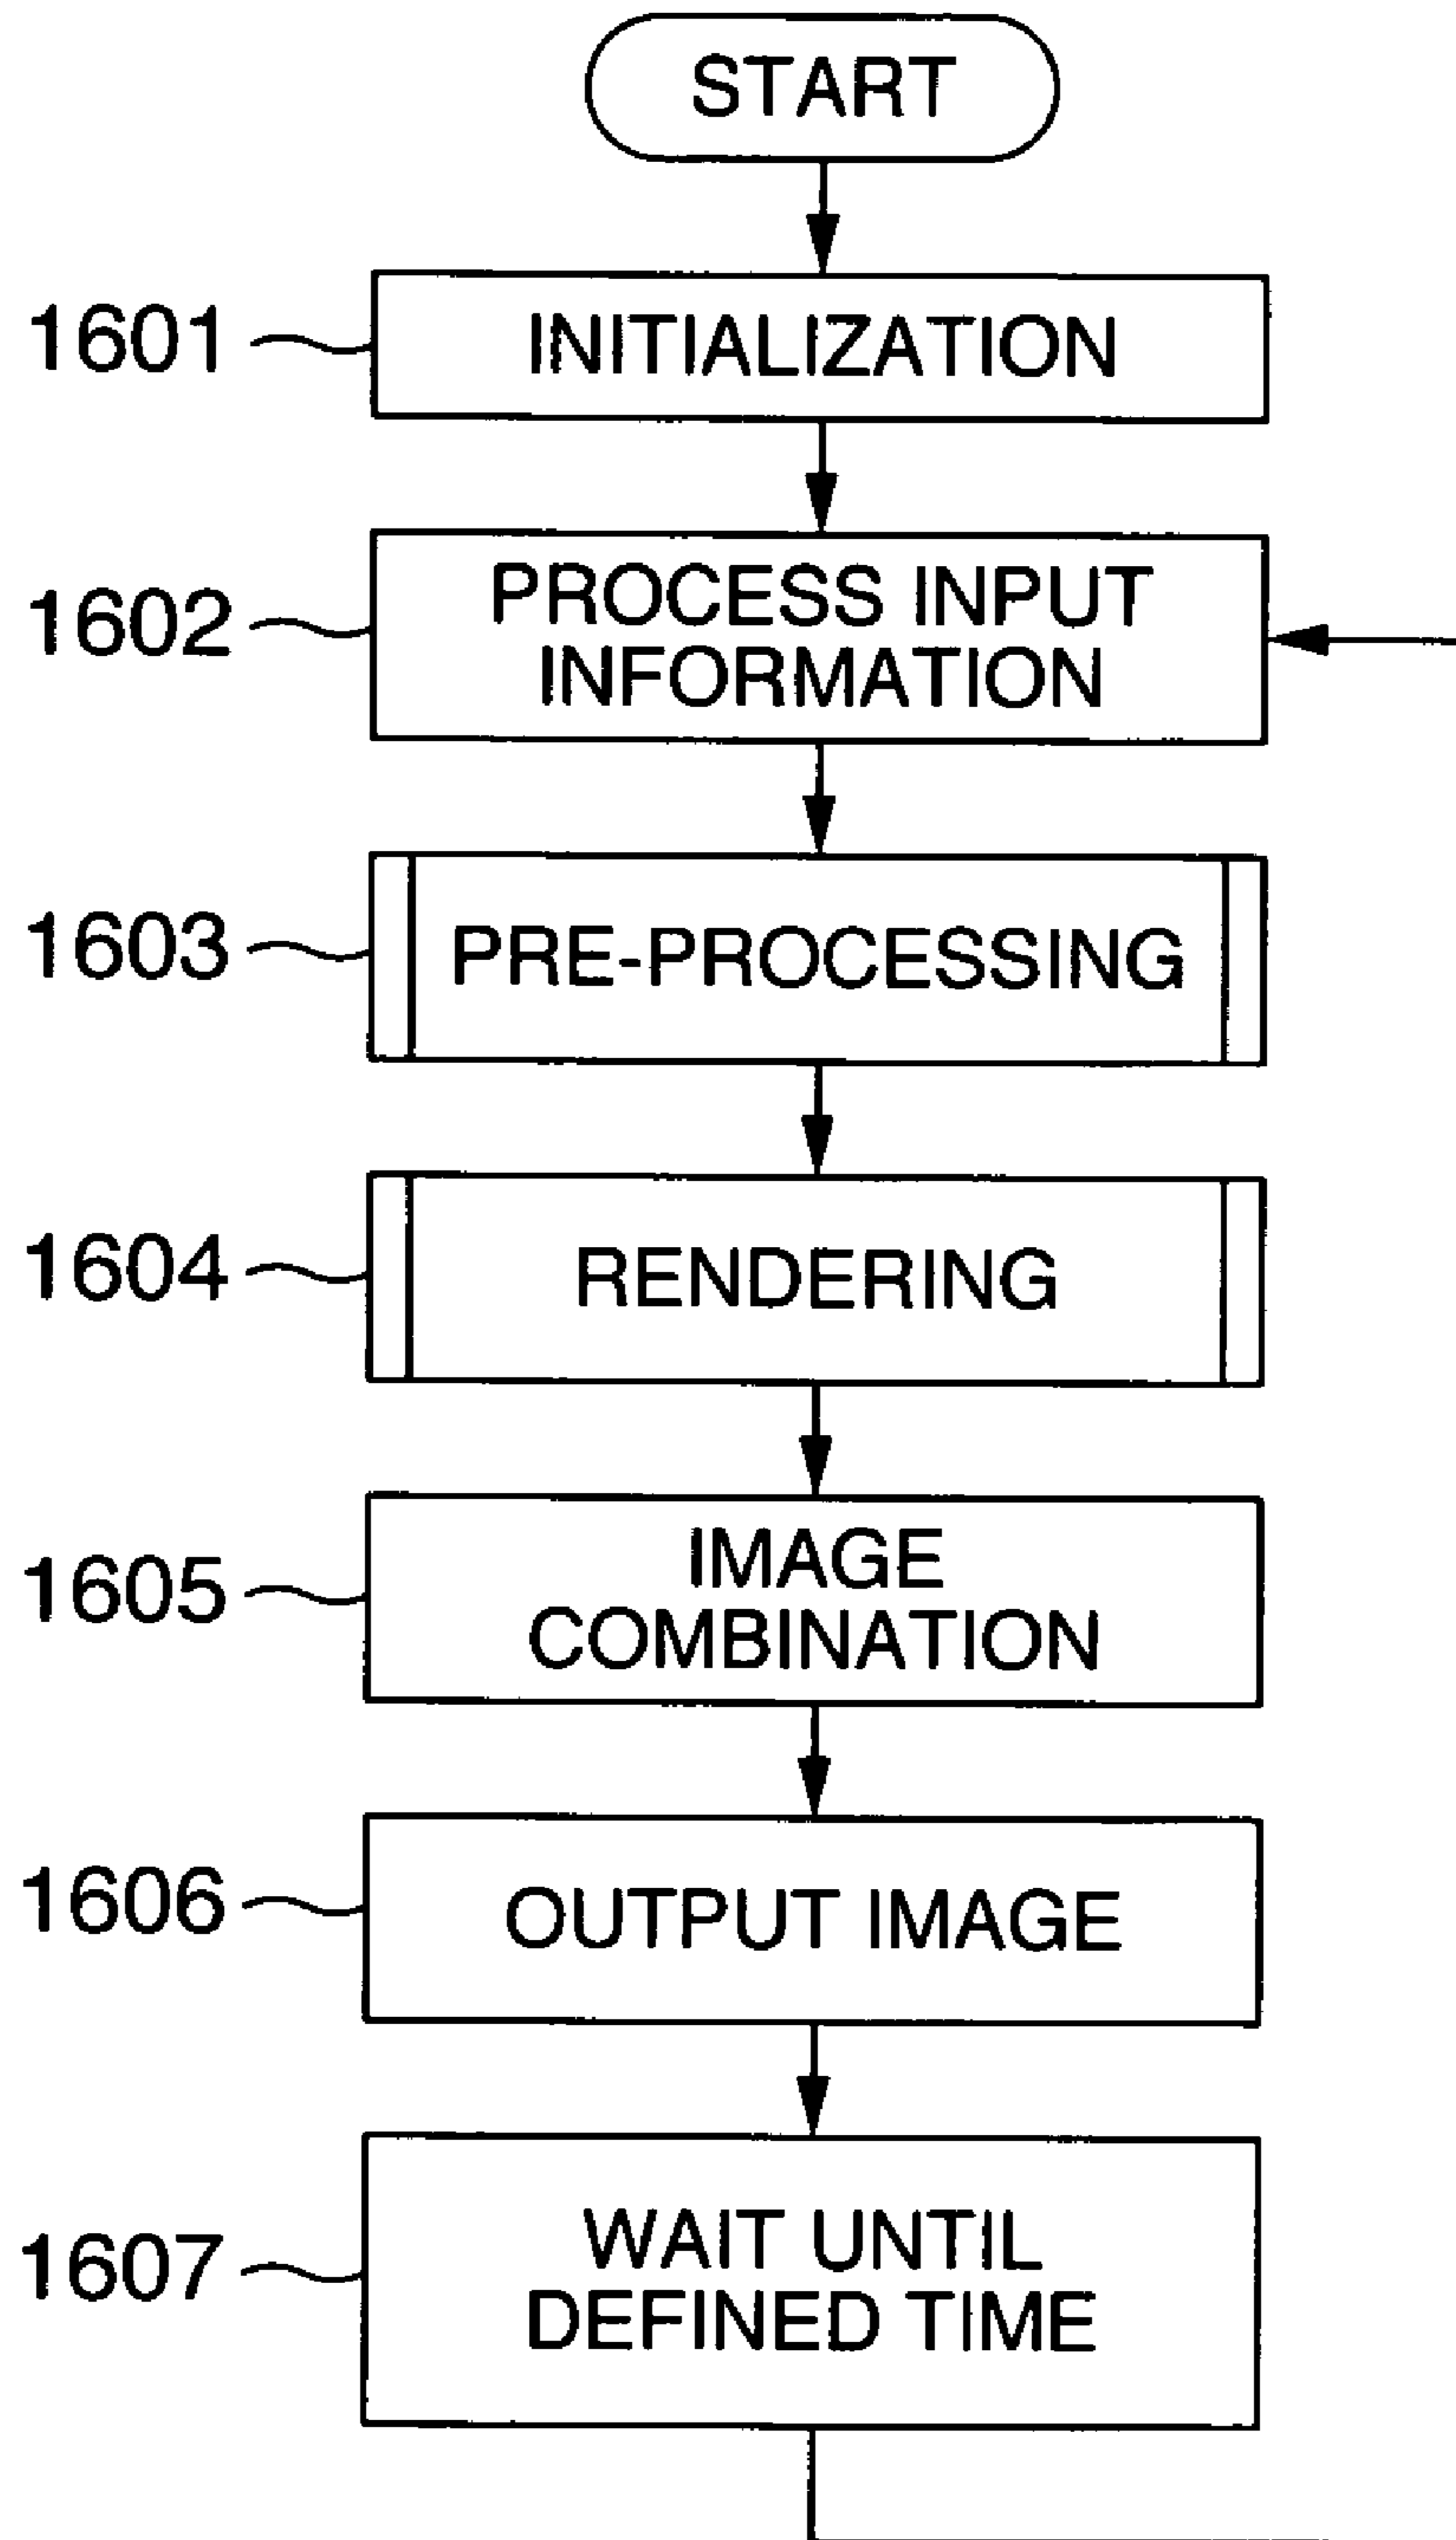 START
1601
INITIALIZATION
1602
PROCESS INPUT
INFORMATION
1603
PRE-PROCESSING
1604
RENDERING
1605
IMAGE
COMBINATION
1606
OUTPUT IMAGE
1607
WAIT UNTIL
DEFINED TIME